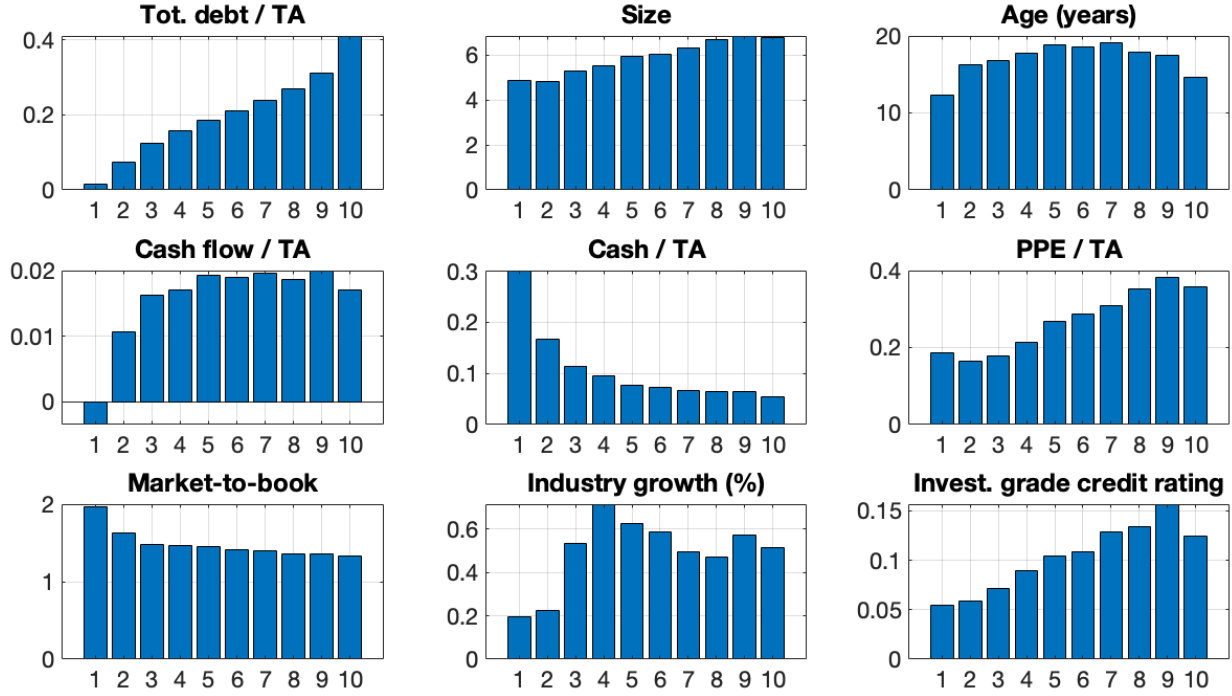 Tot. debt / TA
0.4
0.2
0
1 2 3 4 5 6 7 8 9 10
Size
6
4
2
0
1 2 3 4 5 6 7 8 9 10
Age (years)
20
10
0
1 2 3 4 5 6 7 8 9 10
Cash flow / TA
0.02
0.01
0
1 2 3 4 5 6 7 8 9 10
Cash / TA
0.3
0.2
0.1
0
1 2 3 4 5 6 7 8 9 10
PPE / TA
0.4
0.2
0
1 2 3 4 5 6 7 8 9 10
Market-to-book
2
1
0
1 2 3 4 5 6 7 8 9 10
Industry growth (%)
0.6
0.4
0.2
0
1 2 3 4 5 6 7 8 9 10
Invest. grade credit rating
0.15
0.1
0.05
0
1 2 3 4 5 6 7 8 9 10